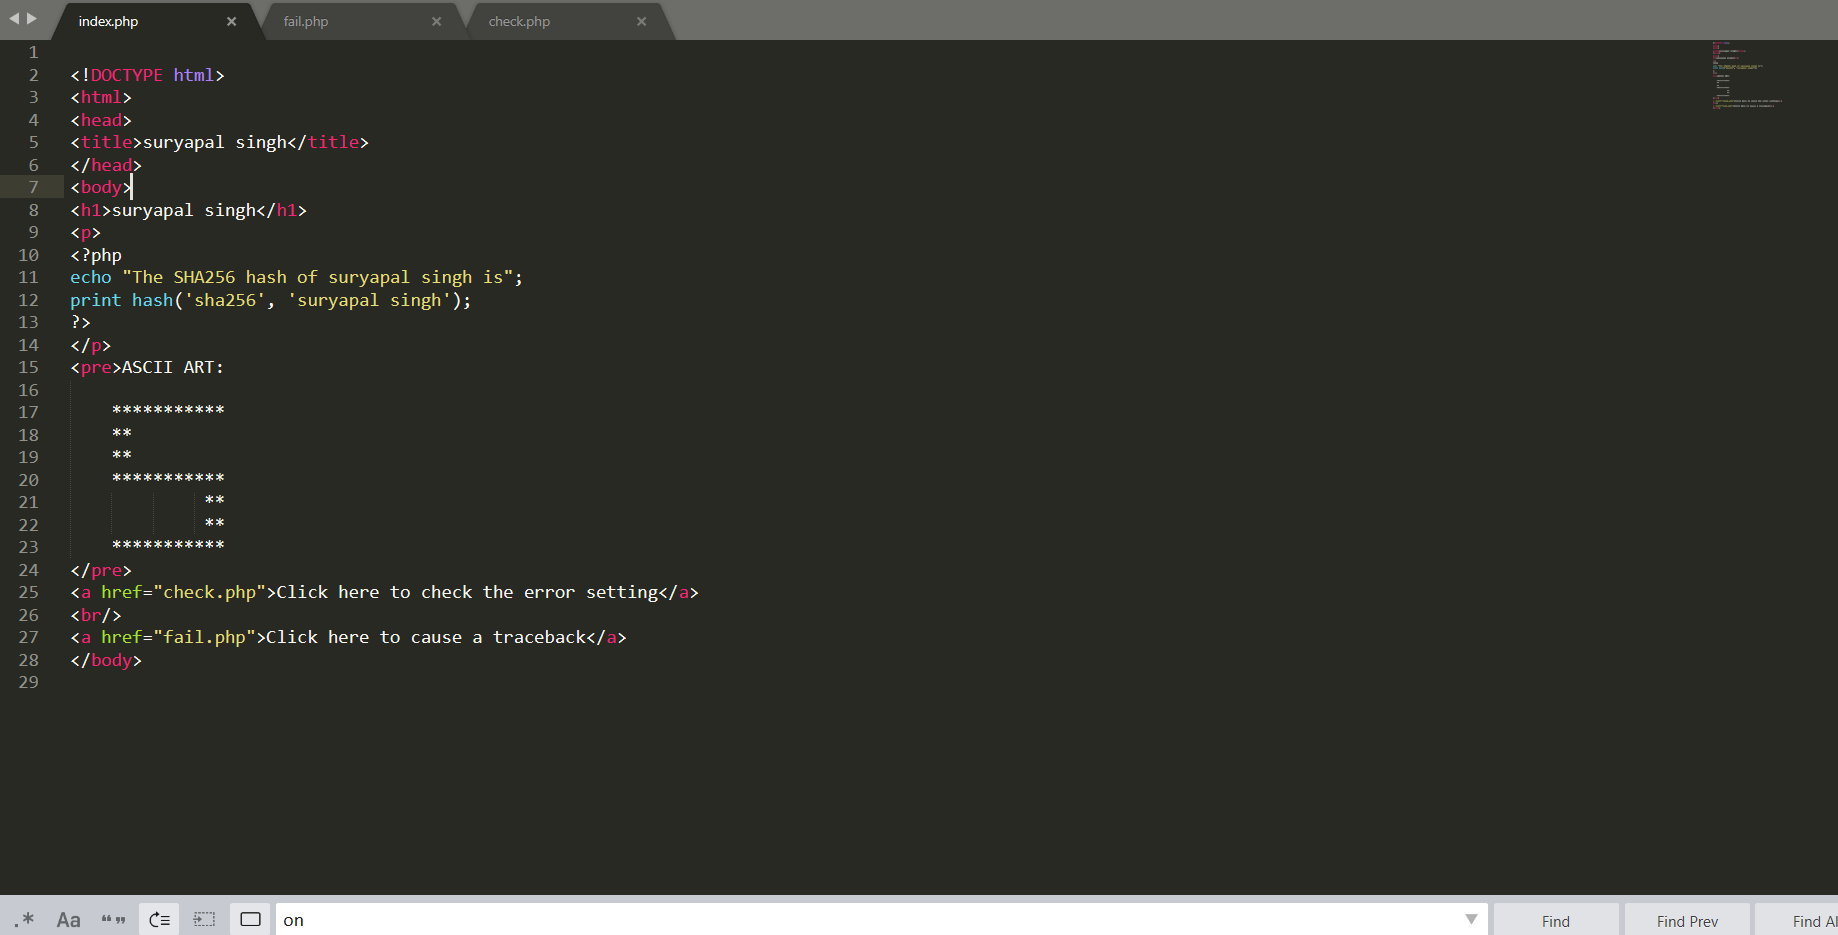 index.php × fail.php × check.php ×
1
2 <!DOCTYPE html>
3 <html>
4 <head>
5 <title>suryapal singh</title>
6 </head>
7 <body>
8 <h1>suryapal singh</h1>
9 <p>
10 <?php
11 echo "The SHA256 hash of suryapal singh is";
12 print hash('sha256', 'suryapal singh');
13 ?>
14 </p>
15 <pre>ASCII ART:
16
17     ***********
18     **
19     **
20     ***********
21              **
22              **
23     ***********
24 </pre>
25 <a href="check.php">Click here to check the error setting</a>
26 <br/>
27 <a href="fail.php">Click here to cause a traceback</a>
28 </body>
29
.* Aa “” on Find Find Prev Find Al